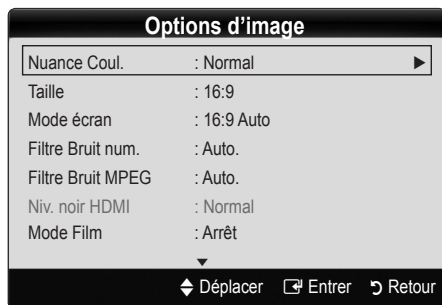 Options d’image
Nuance Coul. : Normal
Taille : 16:9
Mode écran : 16:9 Auto
Filtre Bruit num. : Auto.
Filtre Bruit MPEG : Auto.
Niv. noir HDMI : Normal
Mode Film : Arrêt
Déplacer Entrer Retour